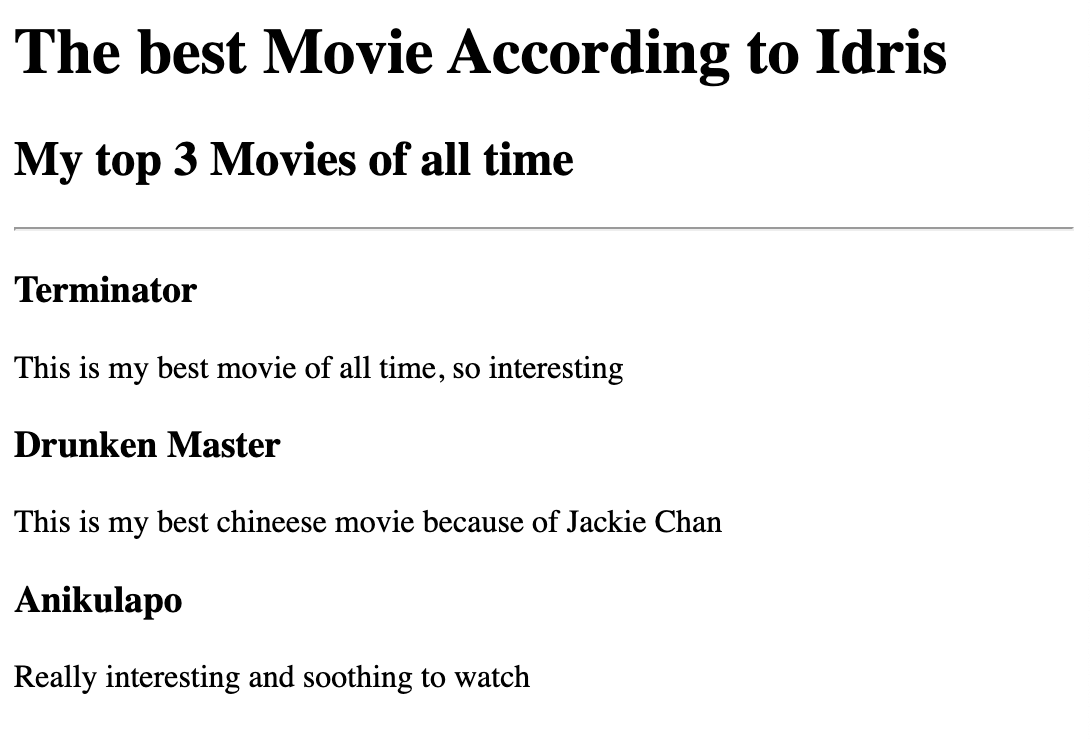 The best Movie According to Idris
My top 3 Movies of all time
Terminator
This is my best movie of all time, so interesting
Drunken Master
This is my best chineese movie because of Jackie Chan
Anikulapo
Really interesting and soothing to watch